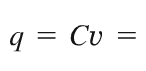 q = Cv =